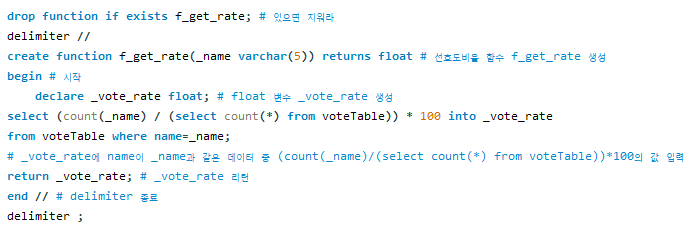 drop function if exists f_get_rate; # 있으면 지워라
delimiter //
create function f_get_rate(_name varchar(5)) returns float # 선호도비율 함수 f_get_rate 생성
begin # 시작
    declare _vote_rate float; # float 변수 _vote_rate 생성
select (count(_name) / (select count(*) from voteTable)) * 100 into _vote_rate
from voteTable where name=_name;
# _vote_rate에 name이 _name과 같은 데이터 중 (count(_name)/(select count(*) from voteTable))*100의 값 입력
return _vote_rate; # _vote_rate 리턴
end // # delimiter 종료
delimiter ;